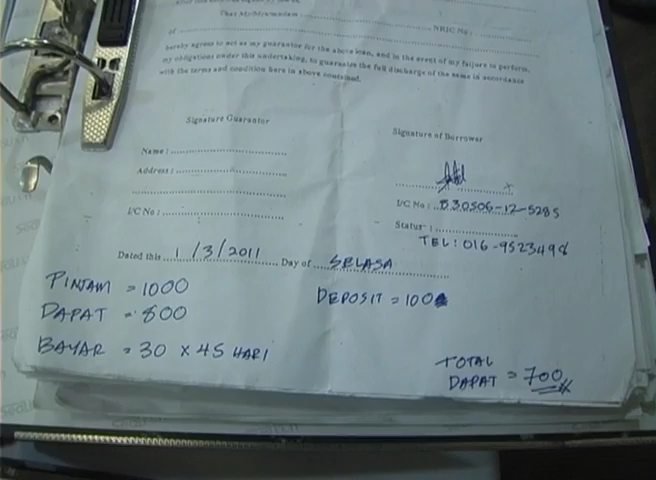 That Mr/Mrs/Madam : NRIC No :
of
hereby agrees to act as my guarantor for the above loan, and in the event of my failure to perform,
my obligations under this undertaking, to guarantee the full discharge of the same in accordance
with the terms and condition here in above contained.
Signature Guarantor
Signature of Borrower
Name :
Address :
I/C No : 830506-12-5285
I/C No :
Status :
TEL : 016-9523498
Dated this 1/3/2011 Day of SELASA
PINJAM = 1000
DEPOSIT = 100
DAPAT = 800
BAYAR = 30 X 45 HARI
TOTAL
DAPAT = 700